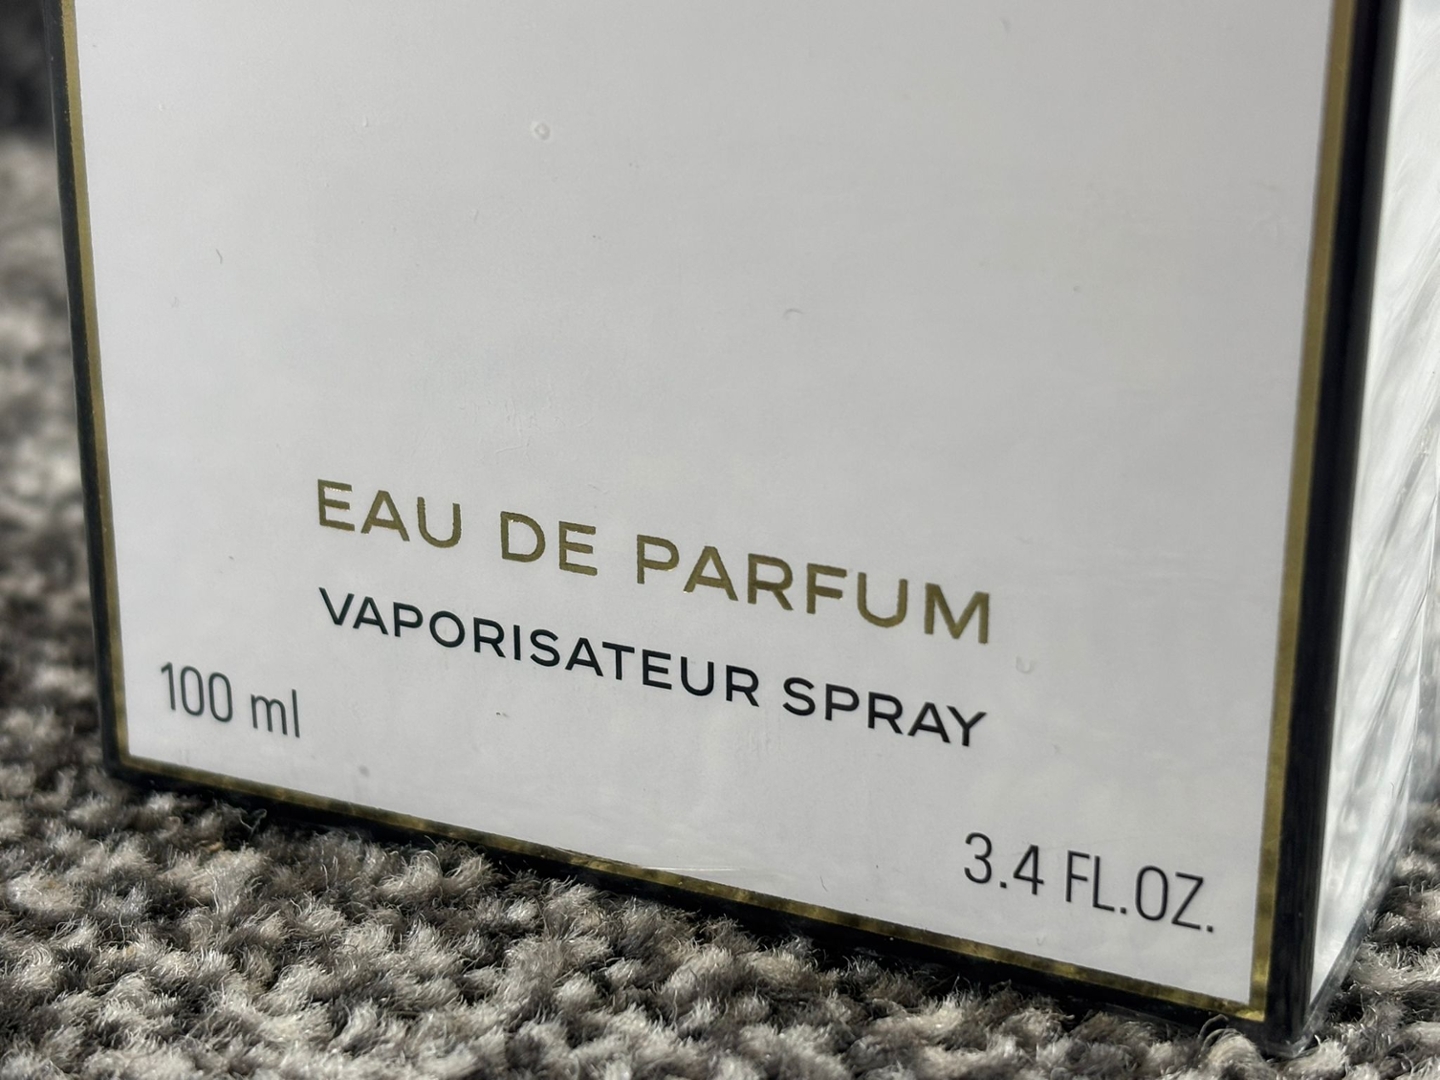 EAU DE PARFUM
VAPORISATEUR SPRAY
100 ml
3.4 FL.OZ.